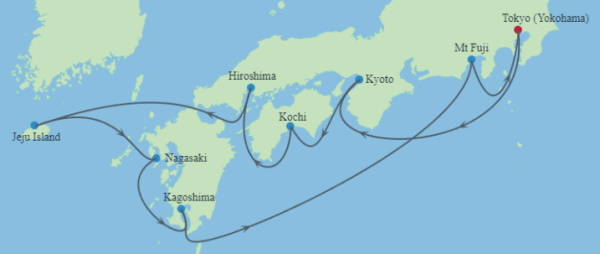 Tokyo (Yokohama)
Mt Fuji
Hiroshima
Kyoto
Kochi
Jeju Island
Nagasaki
Kagoshima